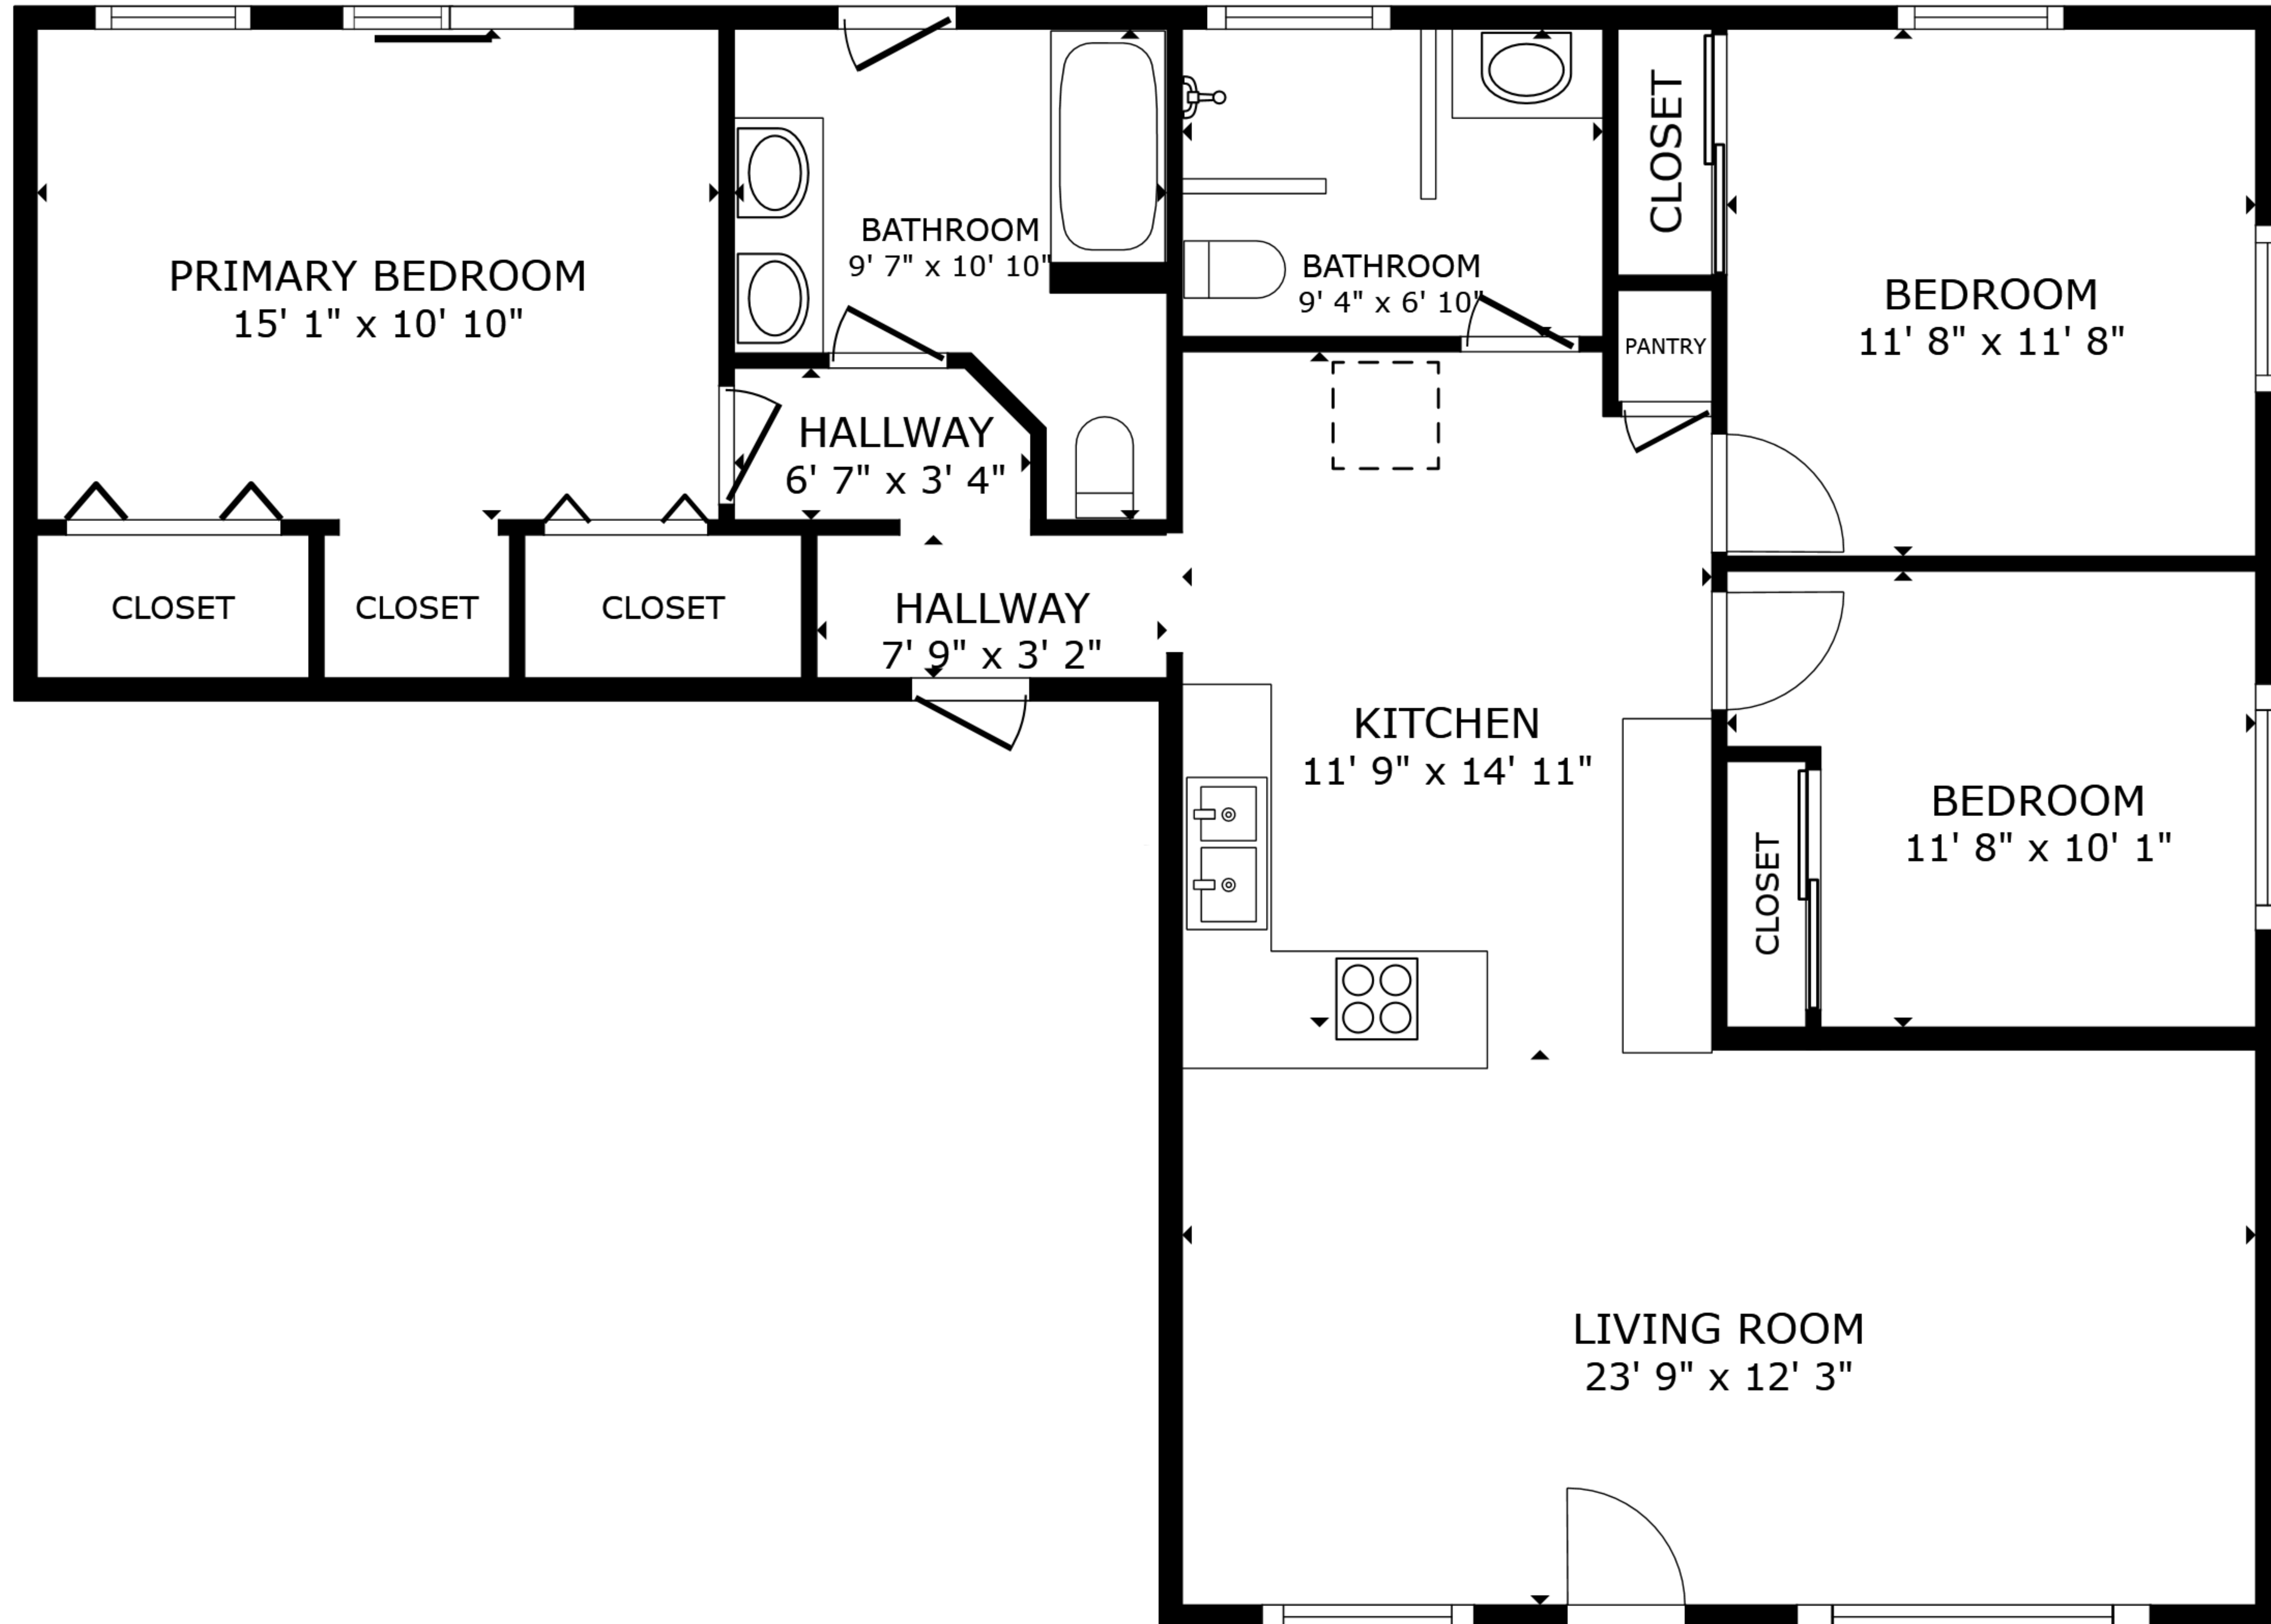 CLOSET
BATHROOM
9' 7" x 10' 10"
PRIMARY BEDROOM
15' 1" x 10' 10"
BATHROOM
9' 4" x 6' 10"
BEDROOM
11' 8" x 11' 8"
PANTRY
HALLWAY
6' 7" x 3' 4"
CLOSET
CLOSET
CLOSET
HALLWAY
7' 9" x 3' 2"
KITCHEN
11' 9" x 14' 11"
BEDROOM
11' 8" x 10' 1"
CLOSET
LIVING ROOM
23' 9" x 12' 3"